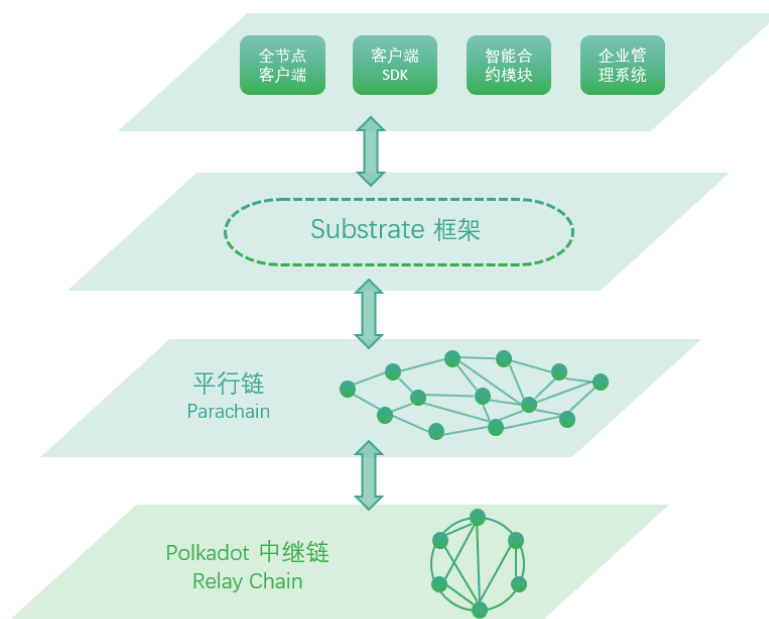 全节点
客户端
客户端
SDK
智能合
约模块
企业管
理系统
Substrate 框架
平行链
Parachain
Polkadot 中继链
Relay Chain